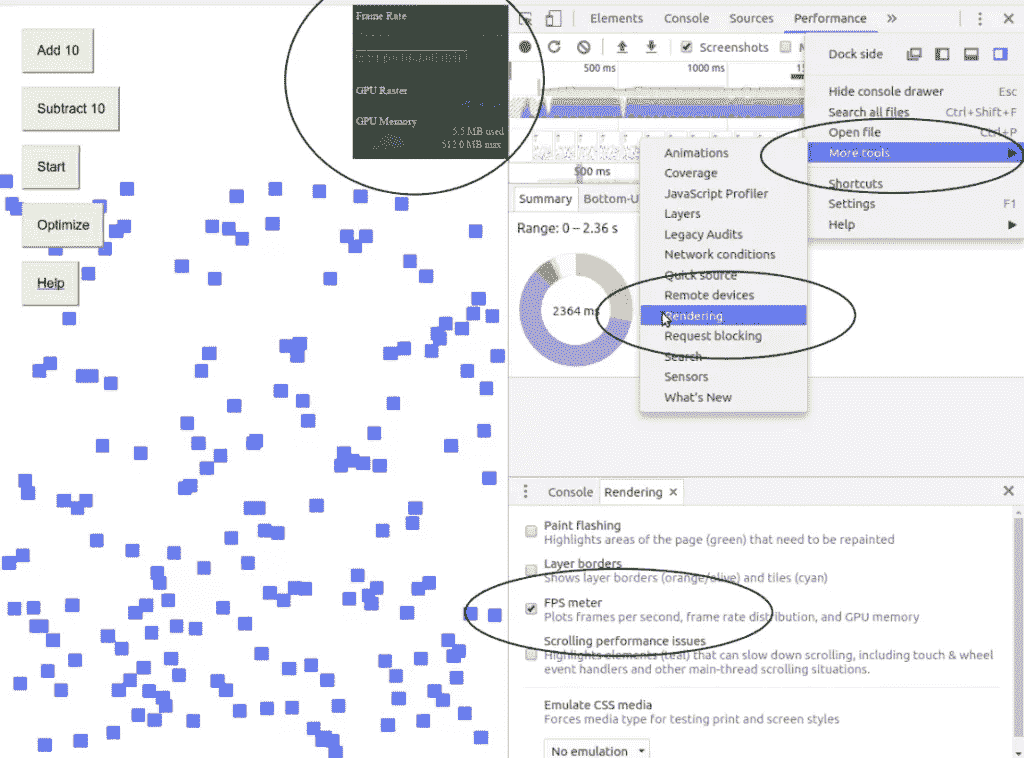 Add 10
Subtract 10
Start
Optimize
Help
Frame Rate
GPU Raster
GPU Memory
5.5 MB used
512.0 MB max
Elements Console Sources Performance »
Screenshots
500 ms 1000 ms
500 ms
Summary Bottom-U
Range: 0 – 2.36 s
2364 ms
Dock side
Hide console drawer Esc
Search all files Ctrl+Shift+F
Open file Ctrl+P
More tools
Shortcuts
Settings F1
Help
Animations
Coverage
JavaScript Profiler
Layers
Legacy Audits
Network conditions
Quick source
Remote devices
Rendering
Request blocking
Search
Sensors
What's New
Console Rendering
Paint flashing
Highlights areas of the page (green) that need to be repainted
Layer borders
Shows layer borders (orange/olive) and tiles (cyan)
FPS meter
Plots frames per second, frame rate distribution, and GPU memory
Scrolling performance issues
Highlights elements (teal) that can slow down scrolling, including touch & wheel
event handlers and other main-thread scrolling situations.
Emulate CSS media
Forces media type for testing print and screen styles
No emulation